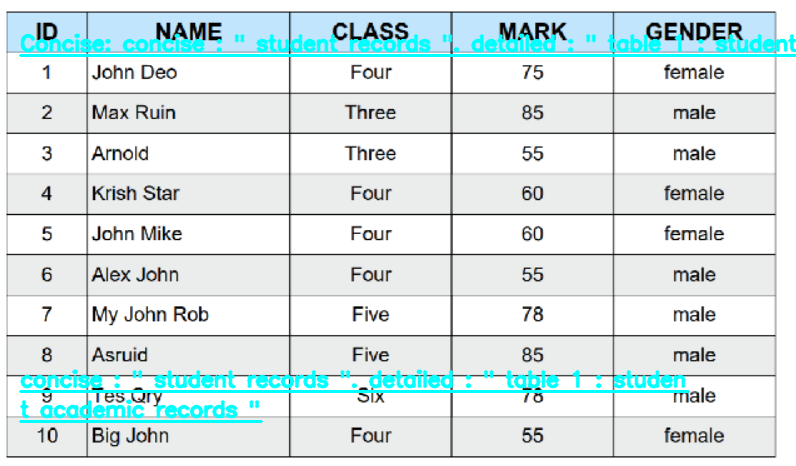 ID NAME CLASS MARK GENDER
Concise: concise : " student records ". detailed : " table 1 : student
1 John Deo Four 75 female
2 Max Ruin Three 85 male
3 Arnold Three 55 male
4 Krish Star Four 60 female
5 John Mike Four 60 female
6 Alex John Four 55 male
7 My John Rob Five 78 male
8 Asruid Five 85 male
concise : " student records ". detailed : " table 1 : studen
9 Tes Qry Six 78 male
t academic records "
10 Big John Four 55 female